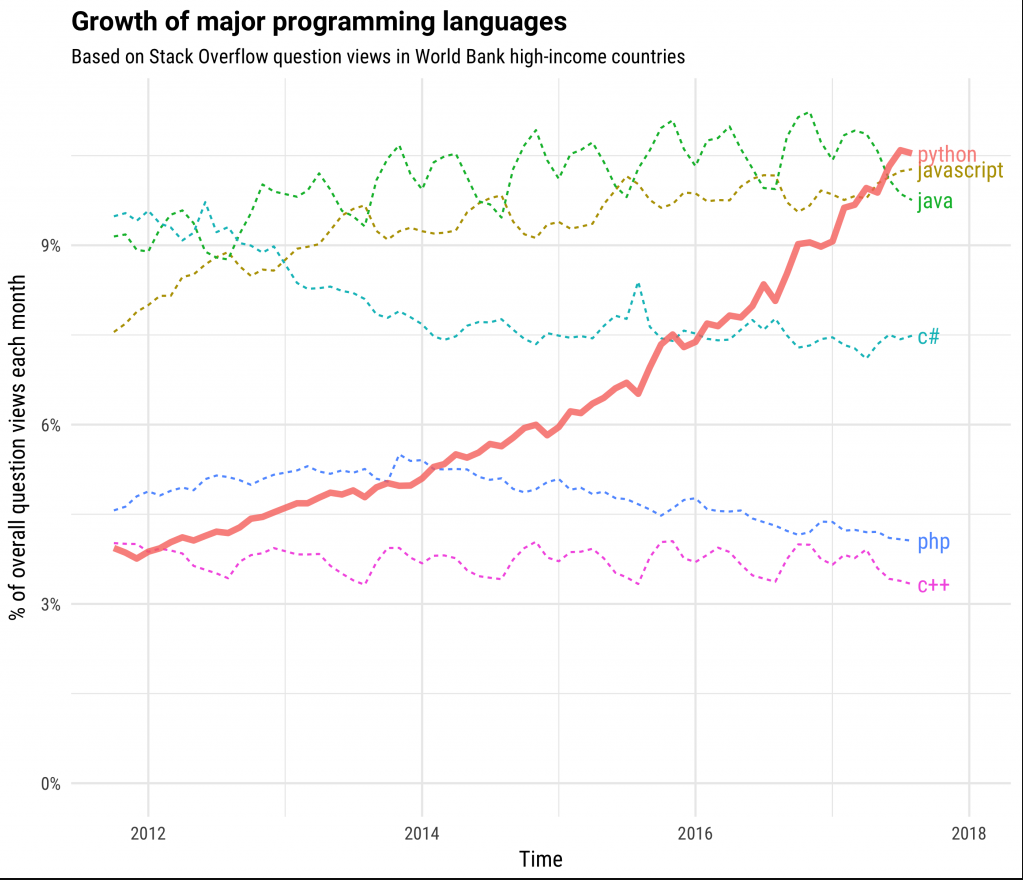 Growth of major programming languages
Based on Stack Overflow question views in World Bank high-income countries
% of overall question views each month
9%
6%
3%
0%
python
javascript
java
c#
php
c++
2012
2014
2016
2018
Time